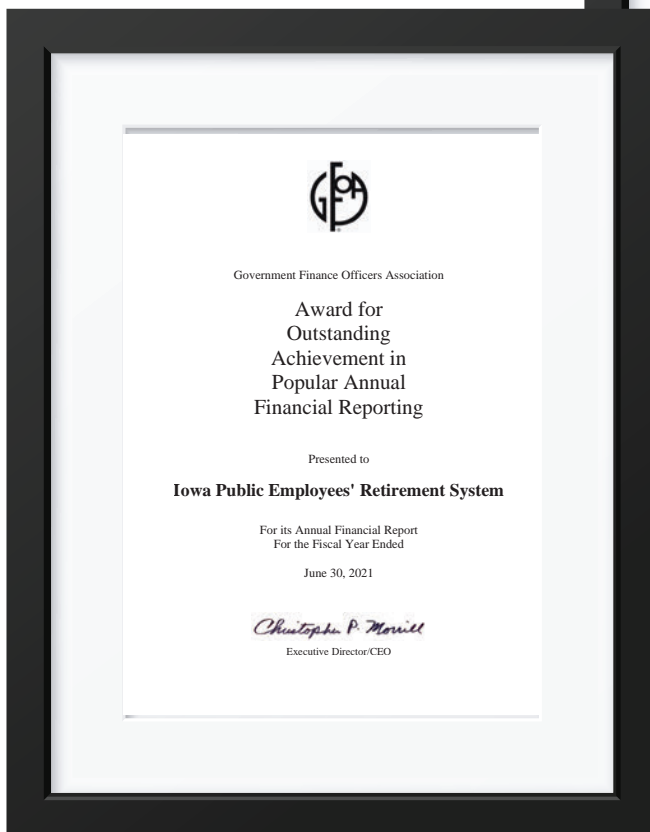 GFOA
Government Finance Officers Association
Award for
Outstanding
Achievement in
Popular Annual
Financial Reporting
Presented to
Iowa Public Employees' Retirement System
For its Annual Financial Report
For the Fiscal Year Ended
June 30, 2021
Christopher P. Morrill
Executive Director/CEO